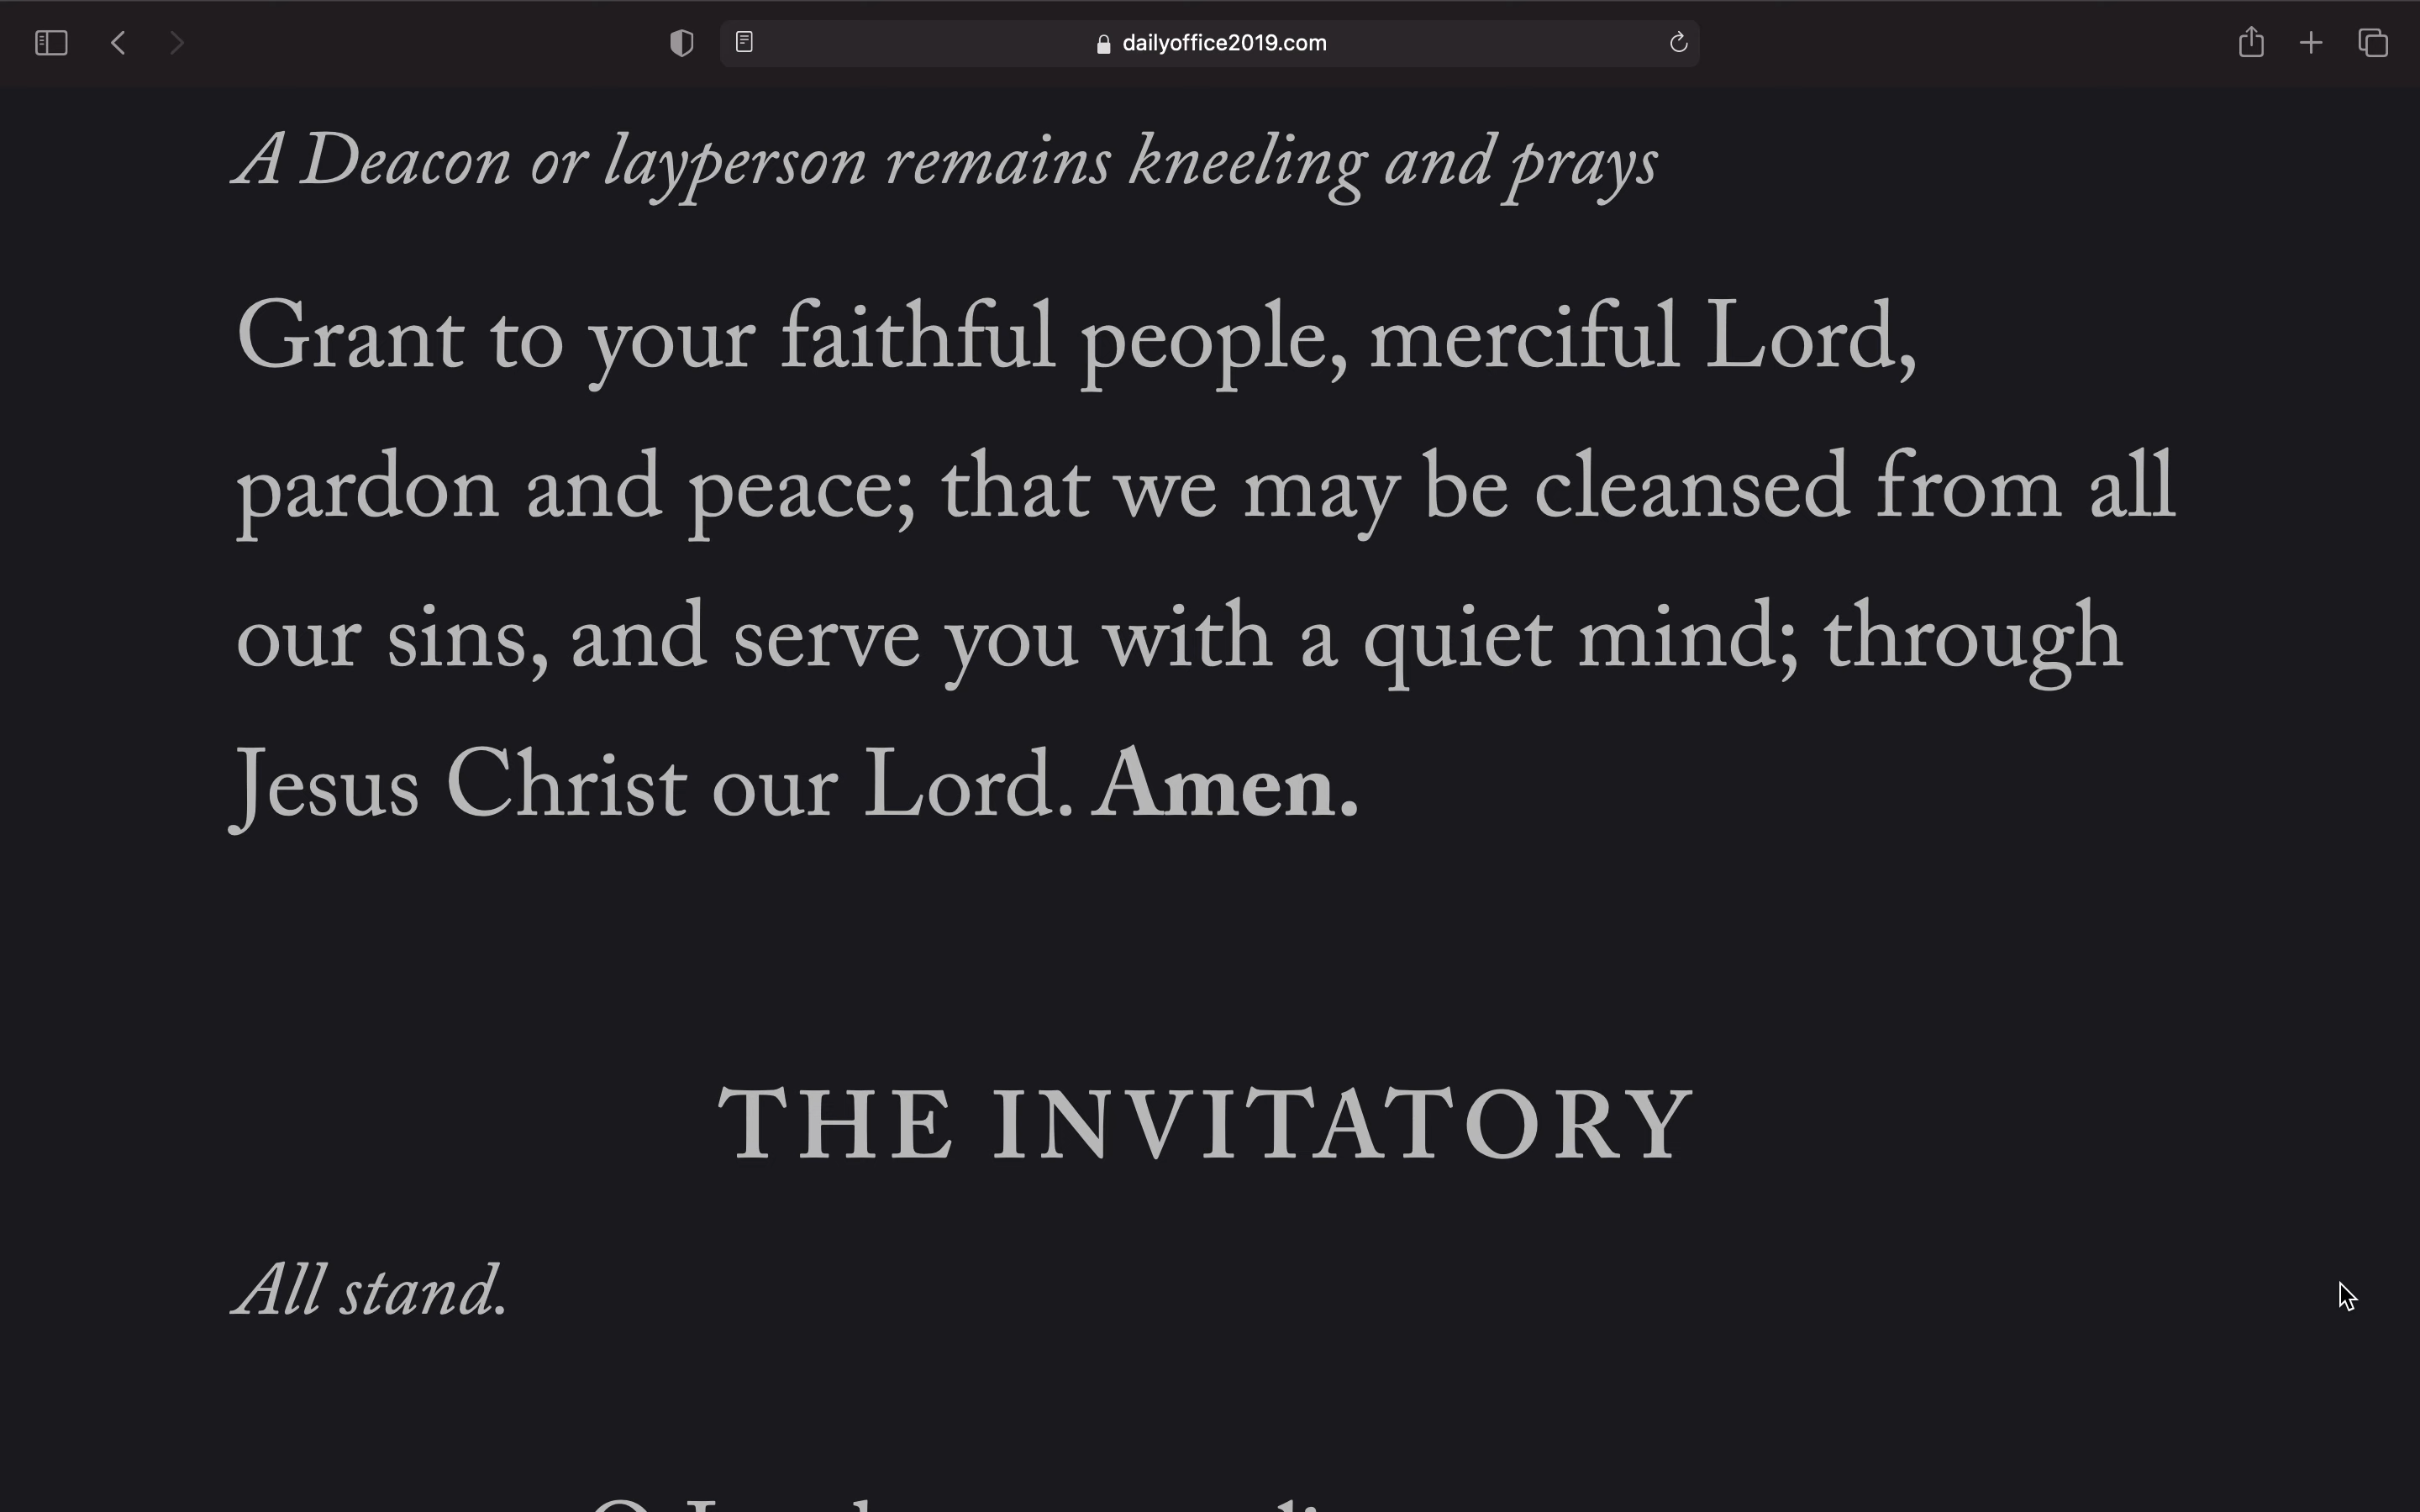 dailyoffice2019.com
A Deacon or layperson remains kneeling and prays
Grant to your faithful people, merciful Lord,
pardon and peace; that we may be cleansed from all
our sins, and serve you with a quiet mind; through
Jesus Christ our Lord. Amen.
THE INVITATORY
All stand.